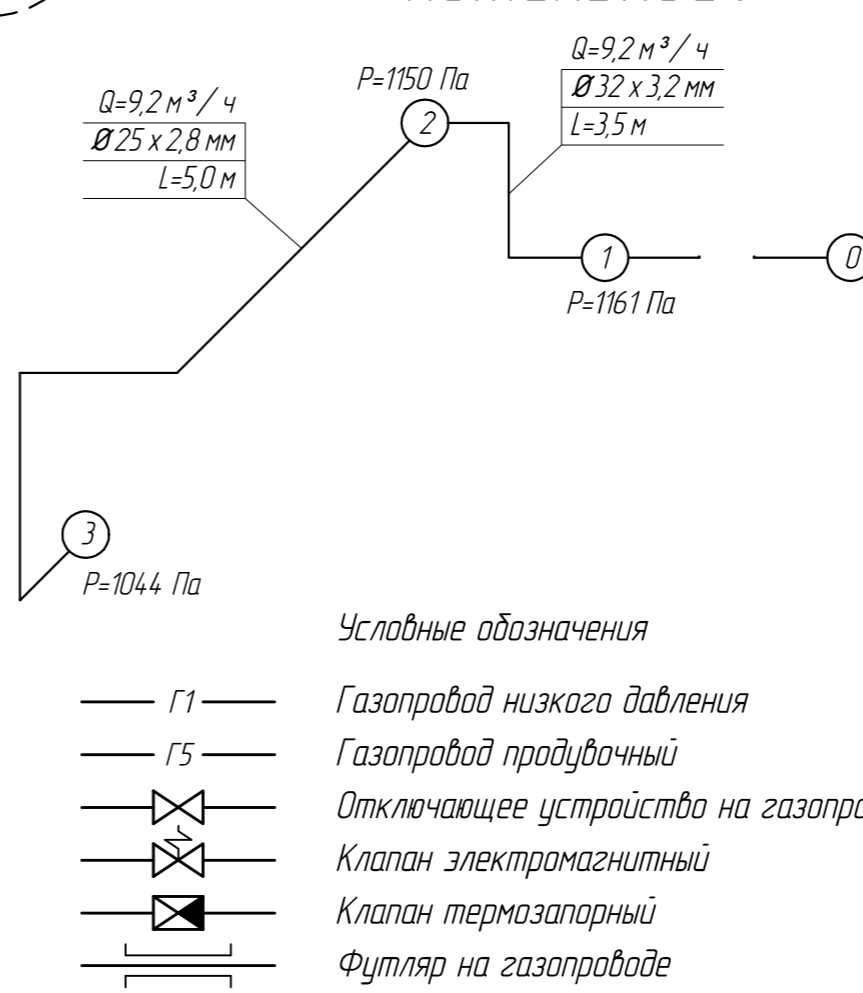 Q=9,2 м³/ч
Ø32 x 3,2 мм
L=3,5 м
P=1150 Па
Q=9,2 м³/ч
Ø25 x 2,8 мм
L=5,0 м
2
1
0
P=1161 Па
3
P=1044 Па
Условные обозначения
Г1 Газопровод низкого давления
Г5 Газопровод продувочный
Отключающее устройство на газопро
Клапан электромагнитный
Клапан термозапорный
Футляр на газопроводе